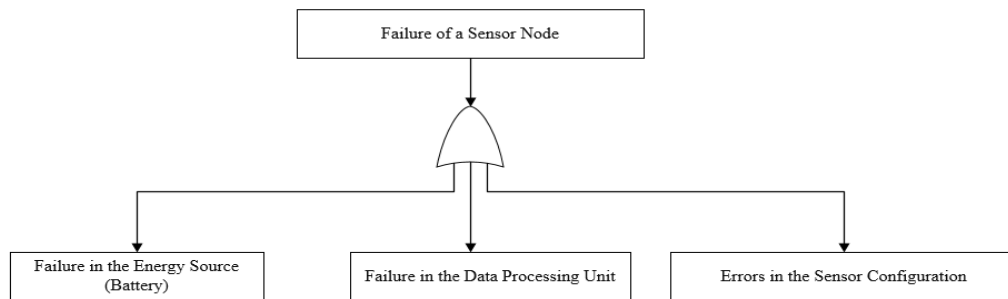 Failure of a Sensor Node
Failure in the Energy Source
(Battery)
Failure in the Data Processing Unit
Errors in the Sensor Configuration